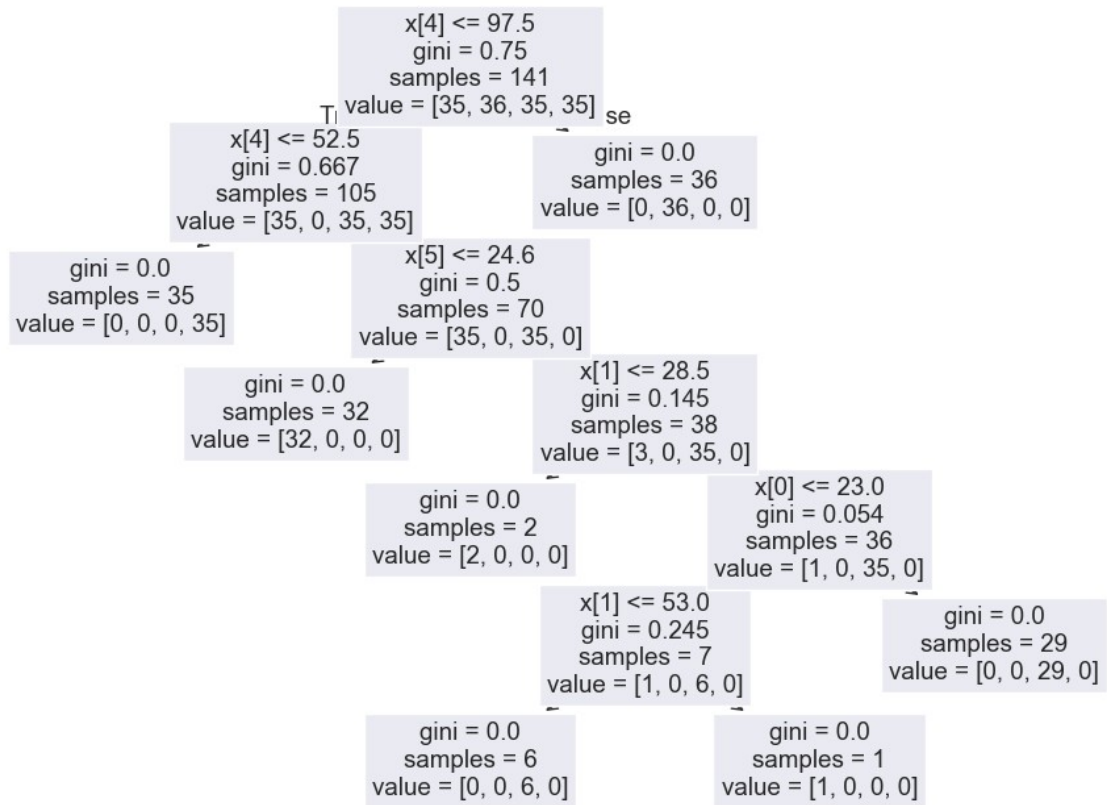 x[4] <= 97.5
gini = 0.75
samples = 141
value = [35, 36, 35, 35]
x[4] <= 52.5
gini = 0.667
samples = 105
value = [35, 0, 35, 35]
gini = 0.0
samples = 36
value = [0, 36, 0, 0]
gini = 0.0
samples = 35
value = [0, 0, 0, 35]
x[5] <= 24.6
gini = 0.5
samples = 70
value = [35, 0, 35, 0]
gini = 0.0
samples = 32
value = [32, 0, 0, 0]
x[1] <= 28.5
gini = 0.145
samples = 38
value = [3, 0, 35, 0]
gini = 0.0
samples = 2
value = [2, 0, 0, 0]
x[0] <= 23.0
gini = 0.054
samples = 36
value = [1, 0, 35, 0]
x[1] <= 53.0
gini = 0.245
samples = 7
value = [1, 0, 6, 0]
gini = 0.0
samples = 29
value = [0, 0, 29, 0]
gini = 0.0
samples = 6
value = [0, 0, 6, 0]
gini = 0.0
samples = 1
value = [1, 0, 0, 0]